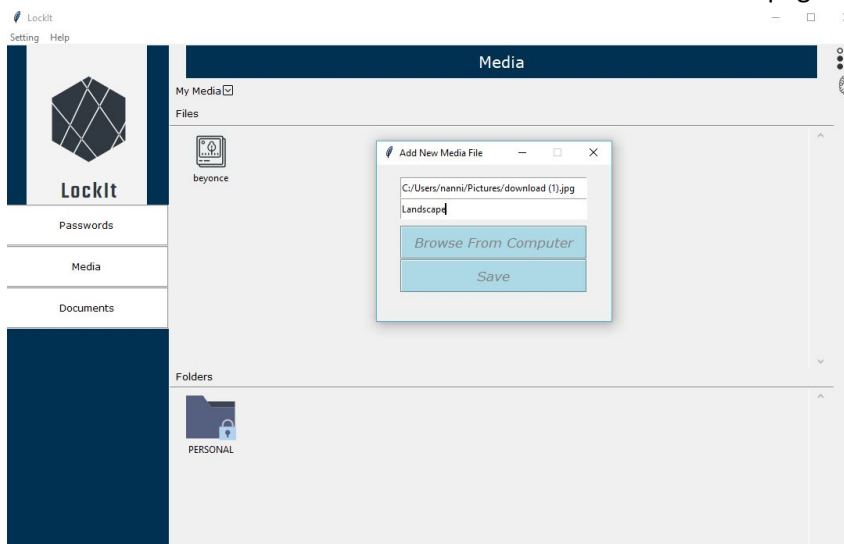 pag
LockIt
Setting Help
Media
My Media
Files
beyonce
Add New Media File
C:/Users/nanni/Pictures/download (1).jpg
Landscape
Browse From Computer
Save
LockIt
Passwords
Media
Documents
Folders
PERSONAL